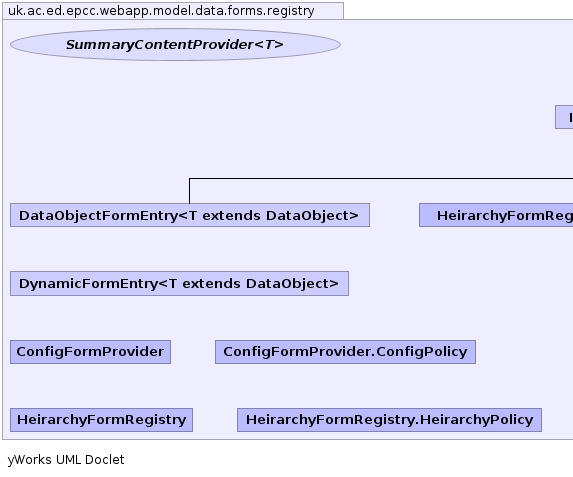 uk.ac.ed.epcc.webapp.model.data.forms.registry
SummaryContentProvider<T>
DataObjectFormEntry<T extends DataObject>
HeirarchyFormReg
DynamicFormEntry<T extends DataObject>
ConfigFormProvider
ConfigFormProvider.ConfigPolicy
HeirarchyFormRegistry
HeirarchyFormRegistry.HeirarchyPolicy
yWorks UML Doclet